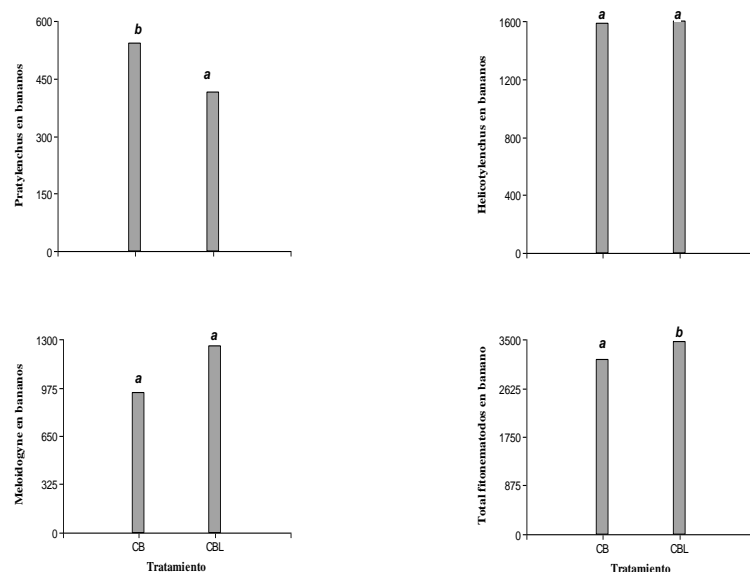 Pratylenchus en bananos
600
450
300
150
0
b
a
Helicotylenchus en bananos
1600
1200
800
400
0
a
a
Meloidogyne en bananos
1300
975
650
325
0
a
a
CB
CBL
Tratamiento
Total fitonematodos en banano
3500
2625
1750
875
0
a
b
CB
CBL
Tratamiento